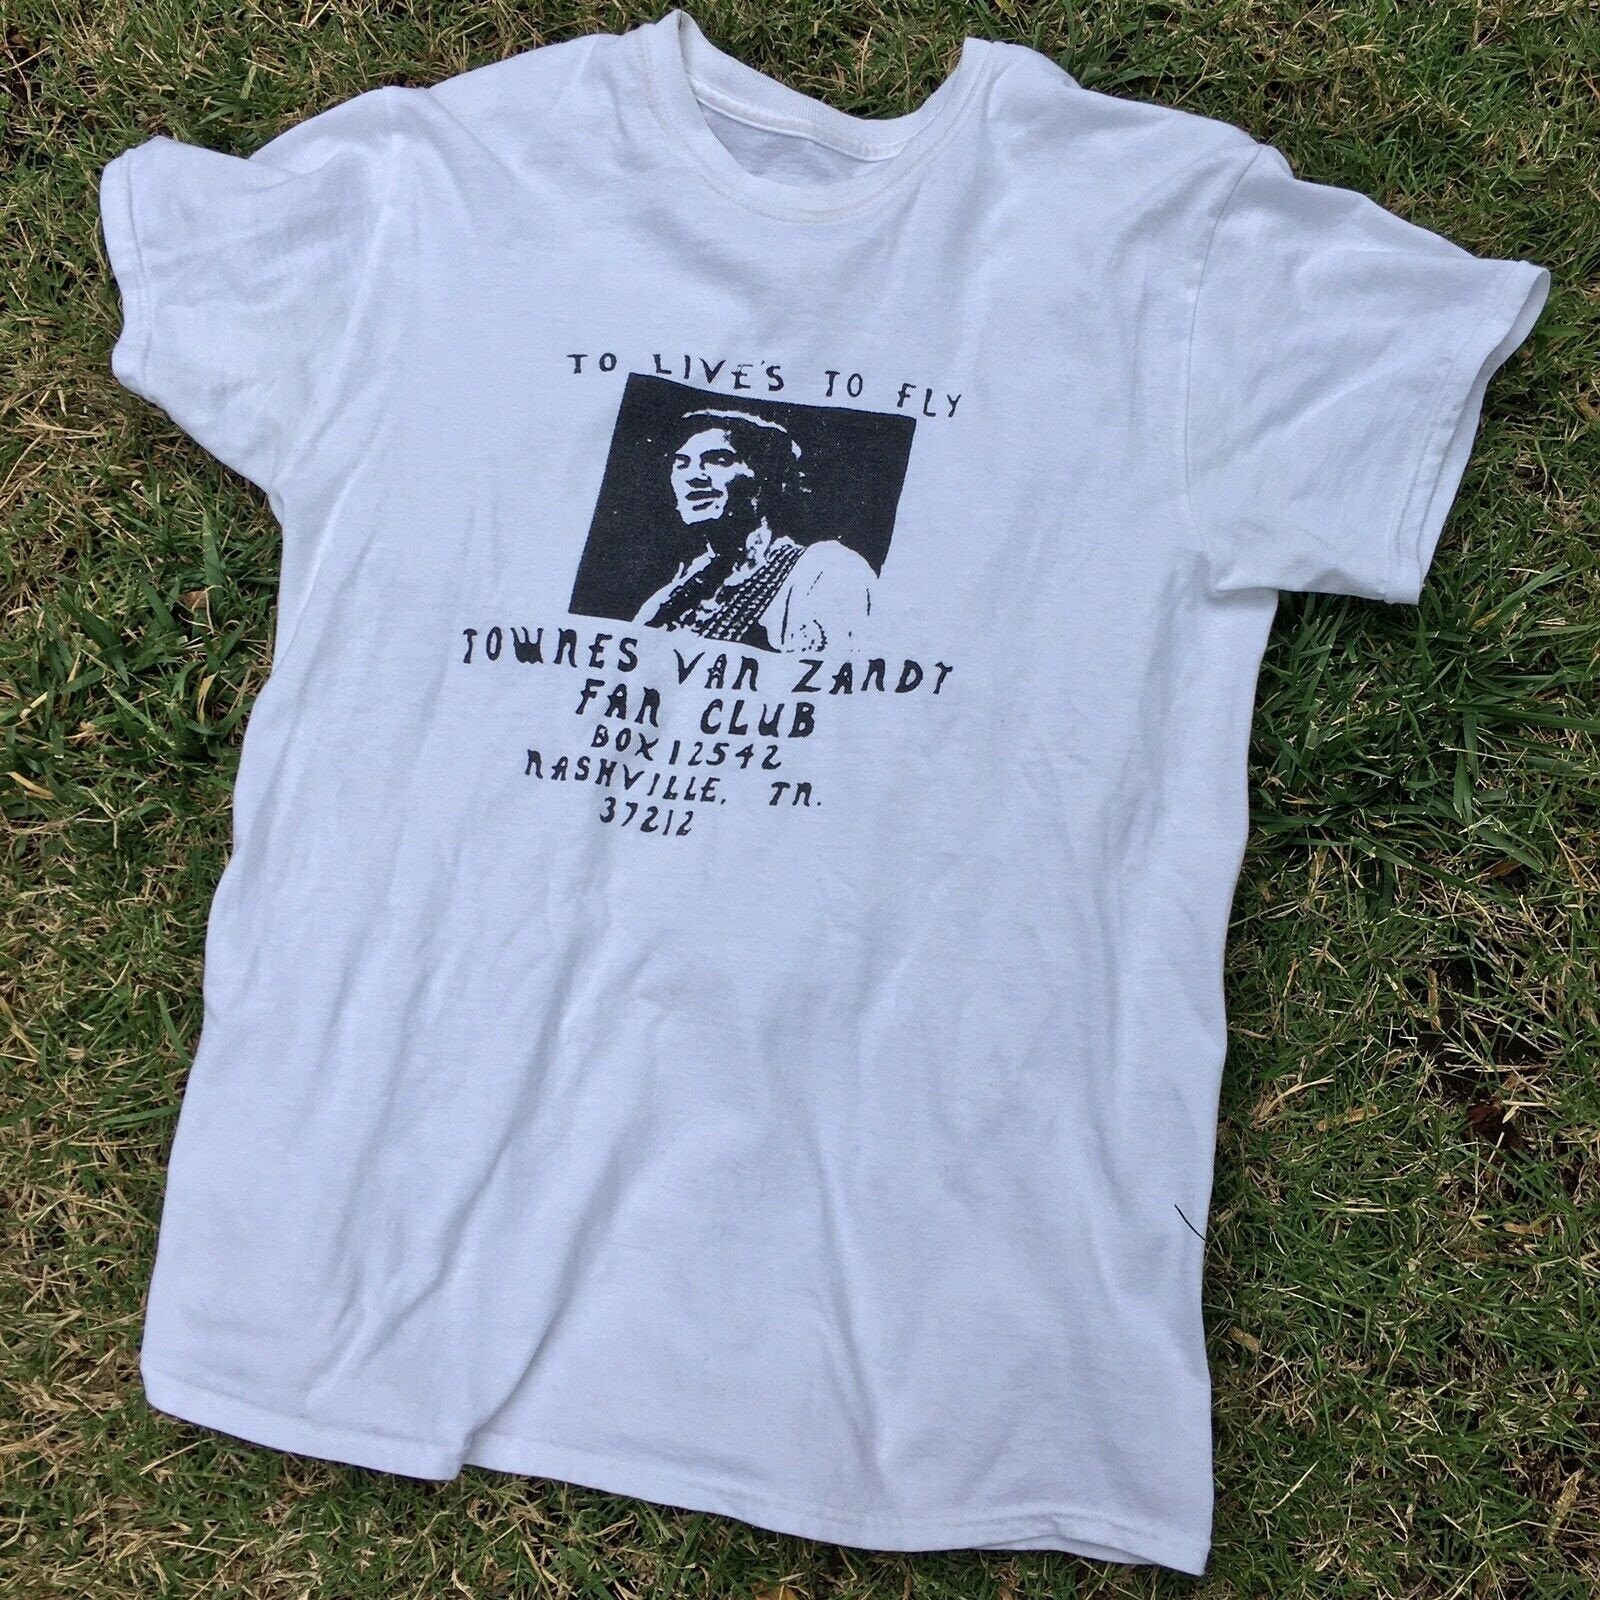 TO LIVE'S TO FLY
TOWNES VAN ZANDT
FAN CLUB
BOX 12542
NASHVILLE, TN.
37212